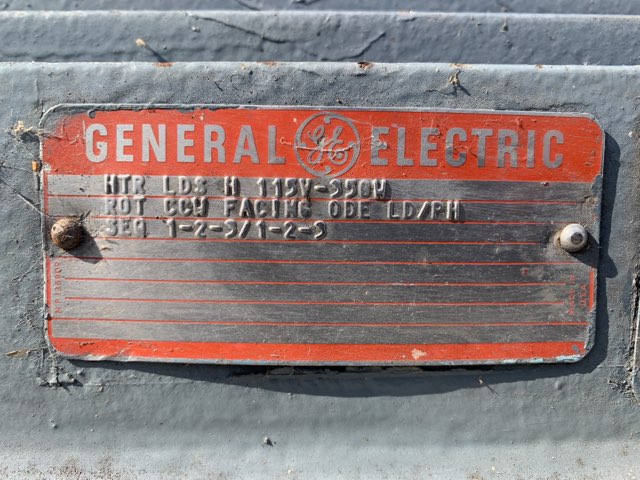 GENERAL GE ELECTRIC
HTR LDS H 115V-350W
ROT CCW FACING ODE LD/PH
SEQ 1-2-3/1-2-3